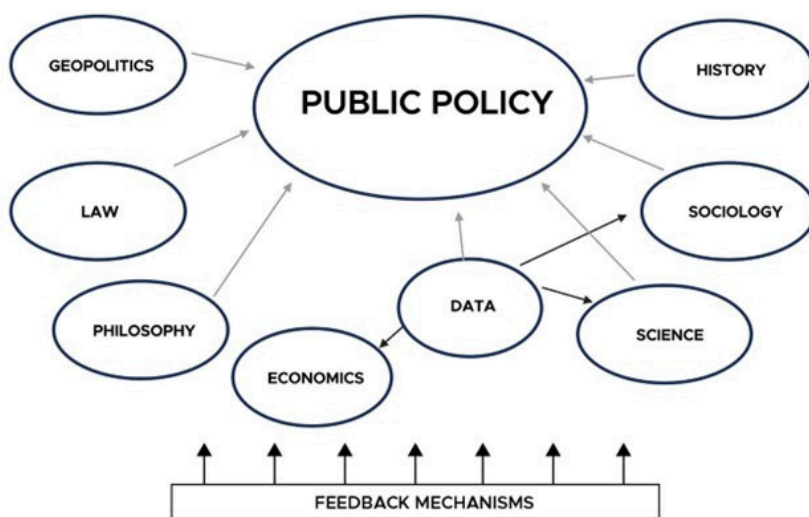 GEOPOLITICS
PUBLIC POLICY
HISTORY
LAW
SOCIOLOGY
PHILOSOPHY
DATA
SCIENCE
ECONOMICS
FEEDBACK MECHANISMS